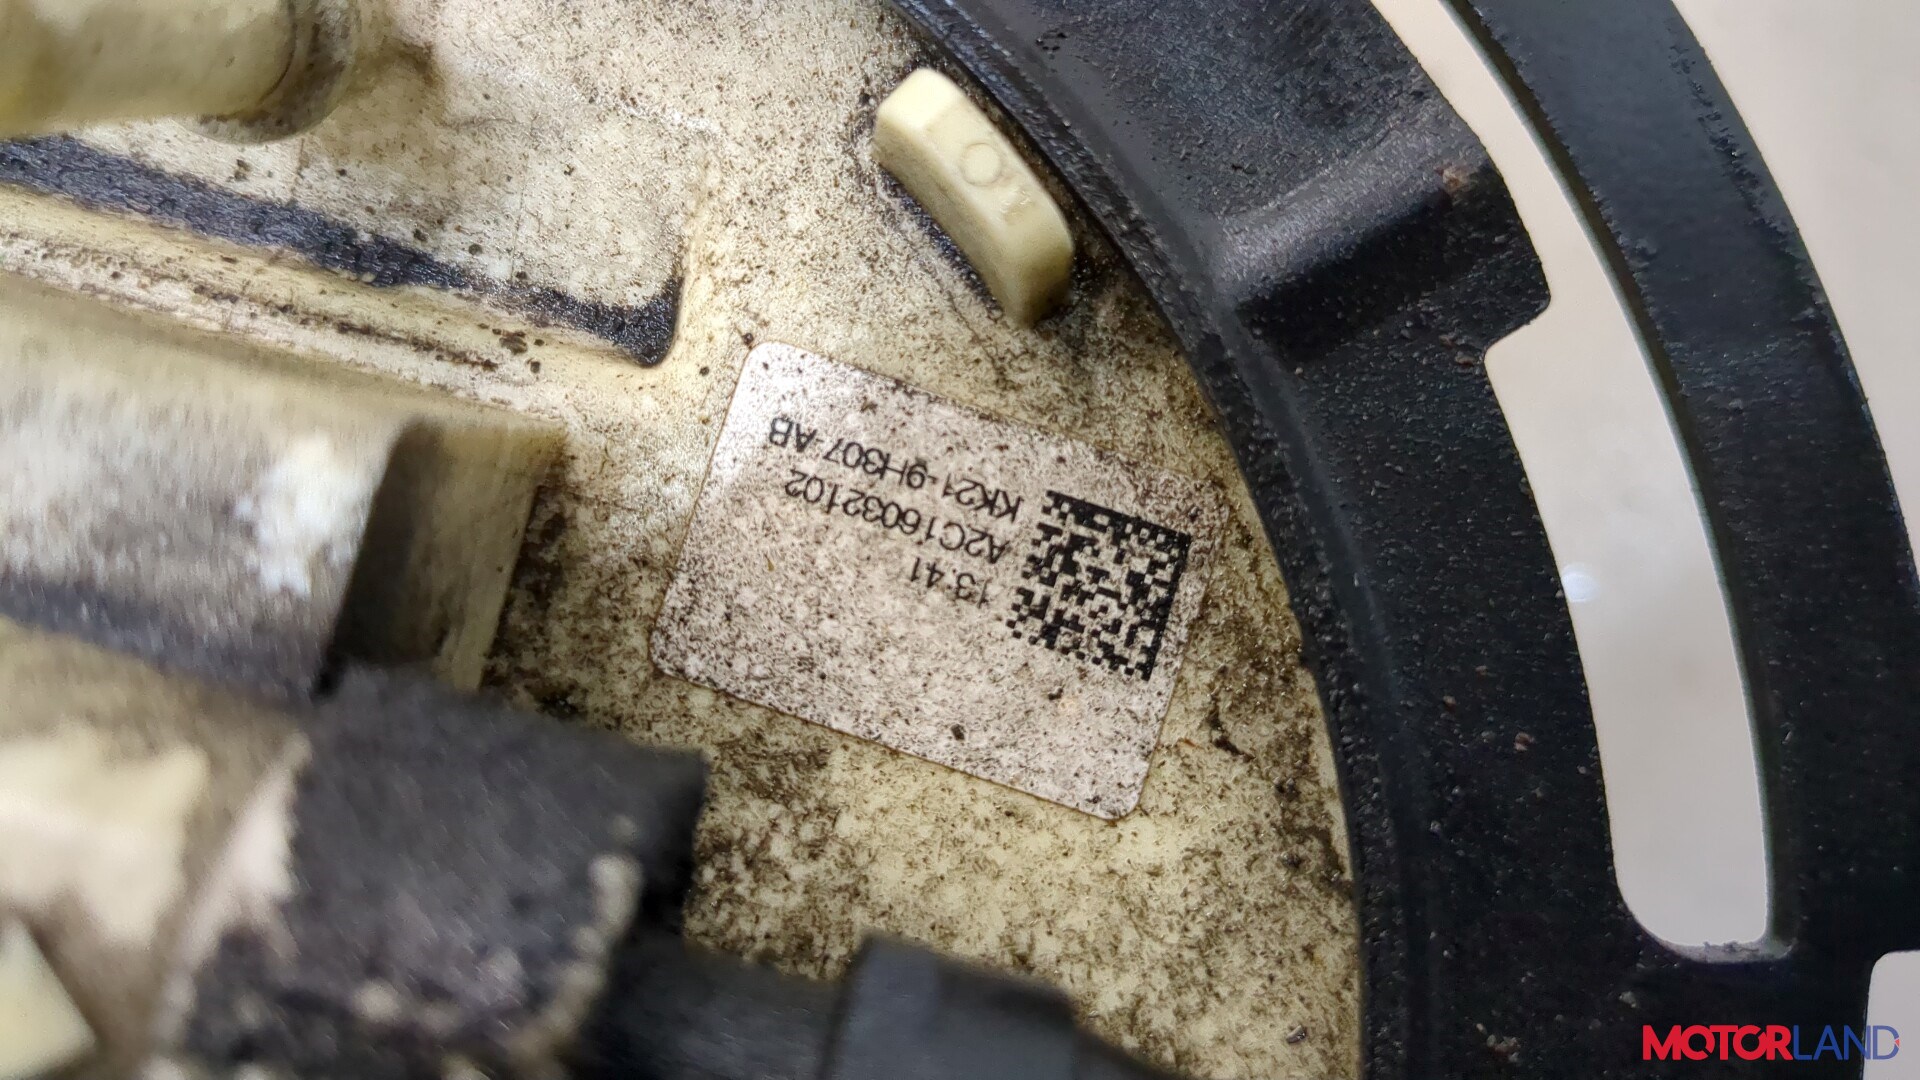 KK21-9H307 AB
A2C16032102
13:41
MOTORLAND